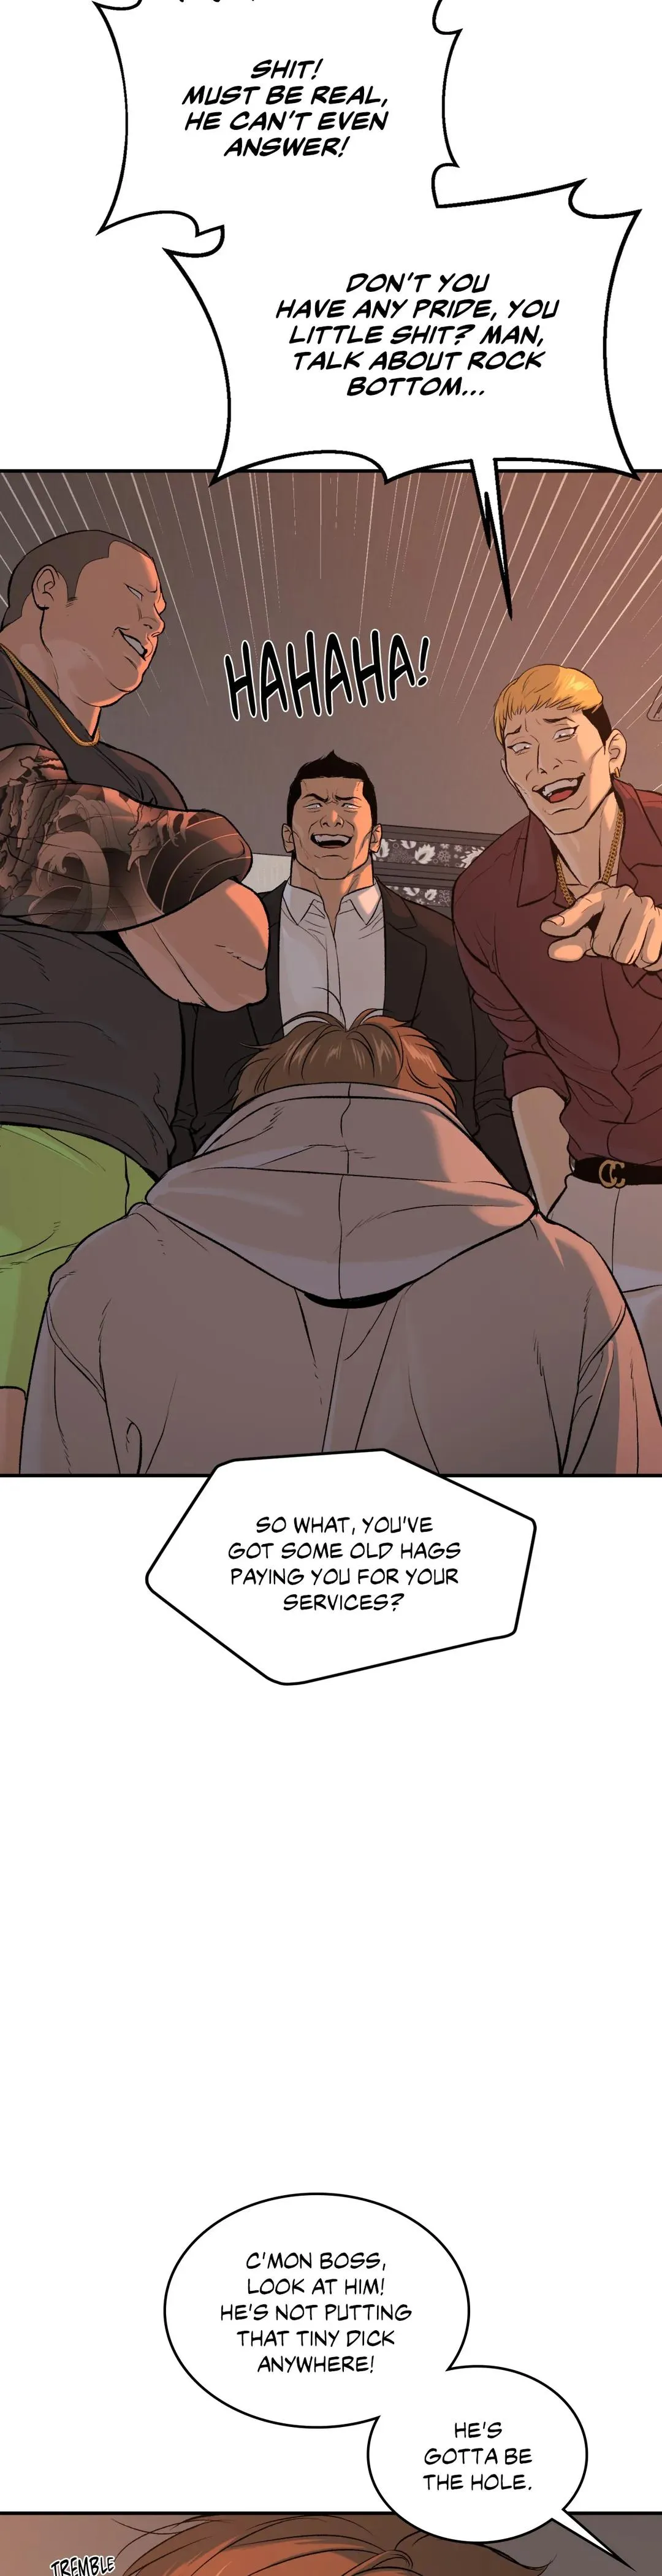 SHIT!
MUST BE REAL,
HE CAN'T EVEN
ANSWER!
DON'T YOU
HAVE ANY PRIDE, YOU
LITTLE SHIT? MAN,
TALK ABOUT ROCK
BOTTOM...
HAHAHA!
SO WHAT, YOU'VE
GOT SOME OLD HAGS
PAYING YOU FOR YOUR
SERVICES?
C'MON BOSS,
LOOK AT HIM!
HE'S NOT PUTTING
THAT TINY DICK
ANYWHERE!
HE'S
GOTTA BE
THE HOLE.
TREMBLE